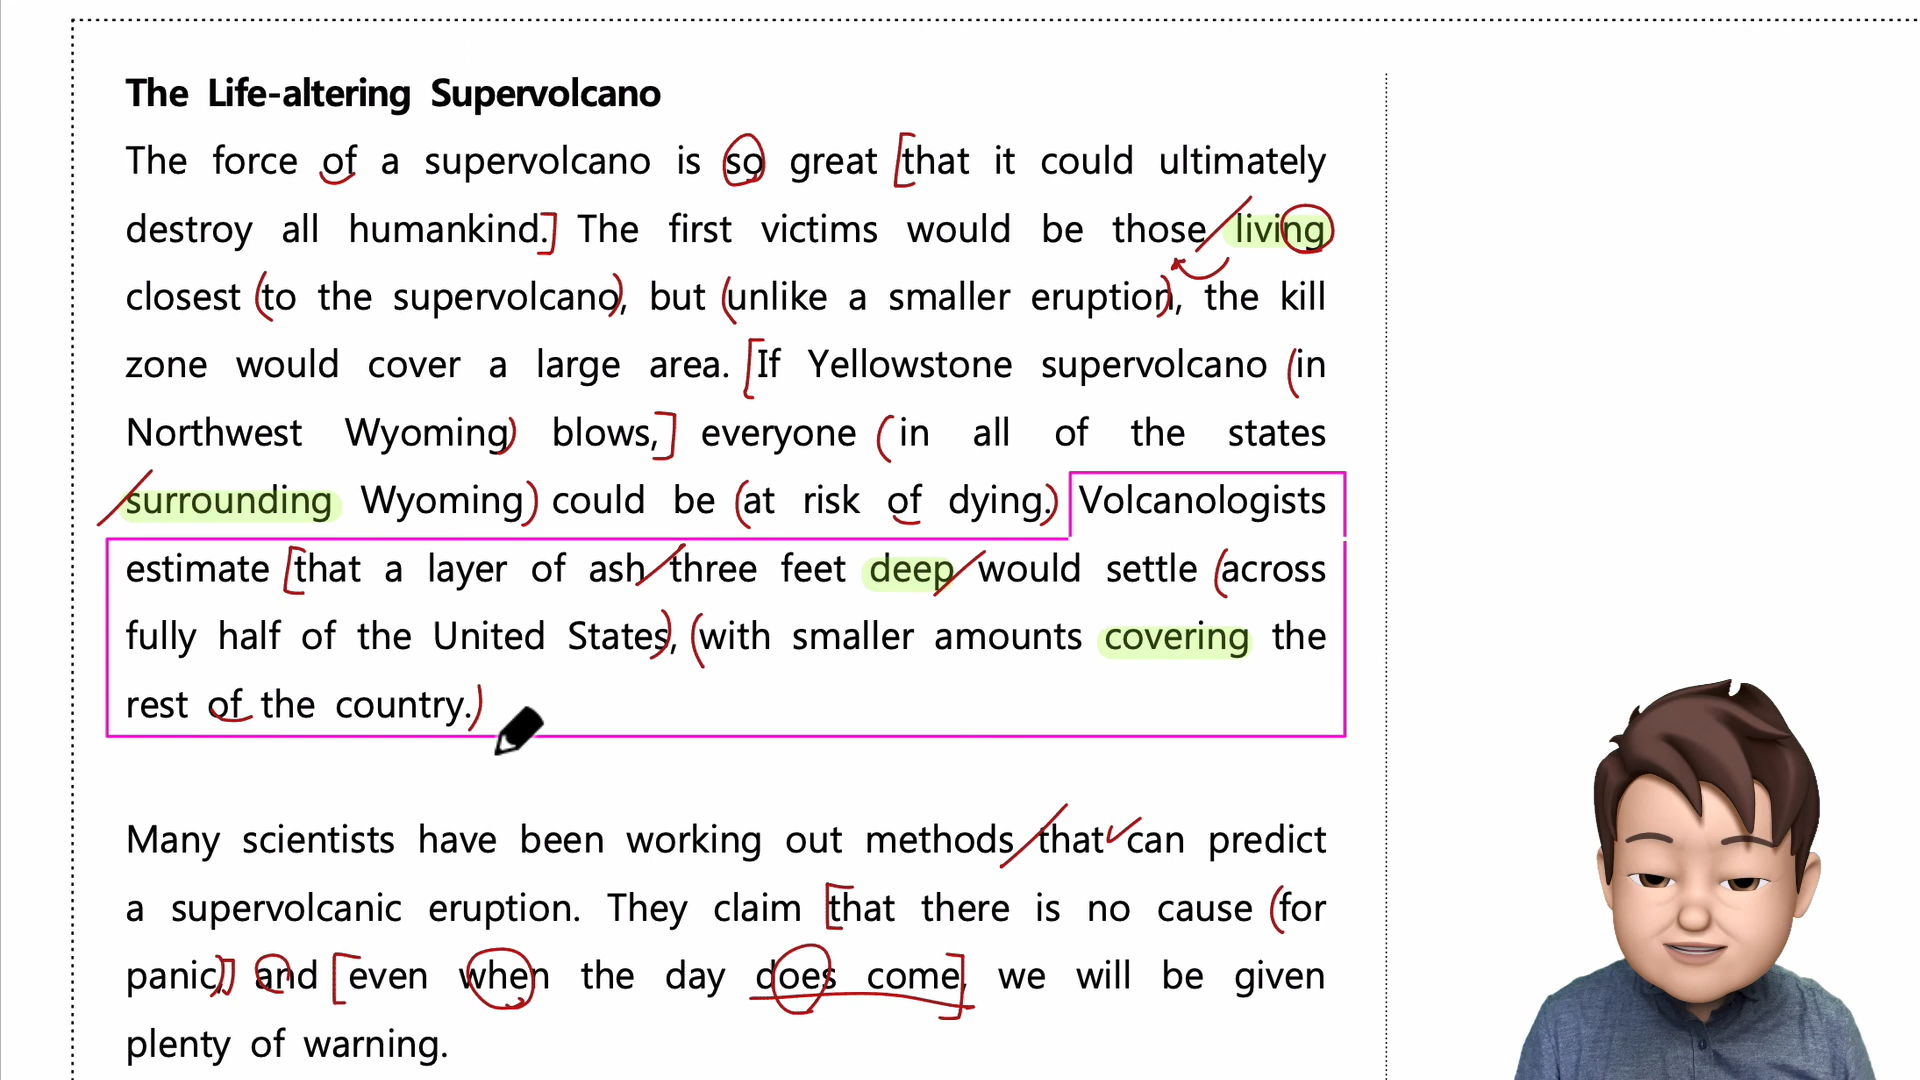 The Life-altering Supervolcano
The force of a supervolcano is so great [that it could ultimately
destroy all humankind.] The first victims would be those / living
closest (to the supervolcano), but (unlike a smaller eruption), the kill
zone would cover a large area. [If Yellowstone supervolcano (in
Northwest Wyoming) blows,] everyone (in all of the states
/ surrounding Wyoming) could be (at risk of dying.) Volcanologists
estimate [that a layer of ash / three feet deep / would settle (across
fully half of the United States), (with smaller amounts covering the
rest of the country.)
Many scientists have been working out methods / that ✓ can predict
a supervolcanic eruption. They claim [that there is no cause (for
panic,)] and [even when the day does come,] we will be given
plenty of warning.